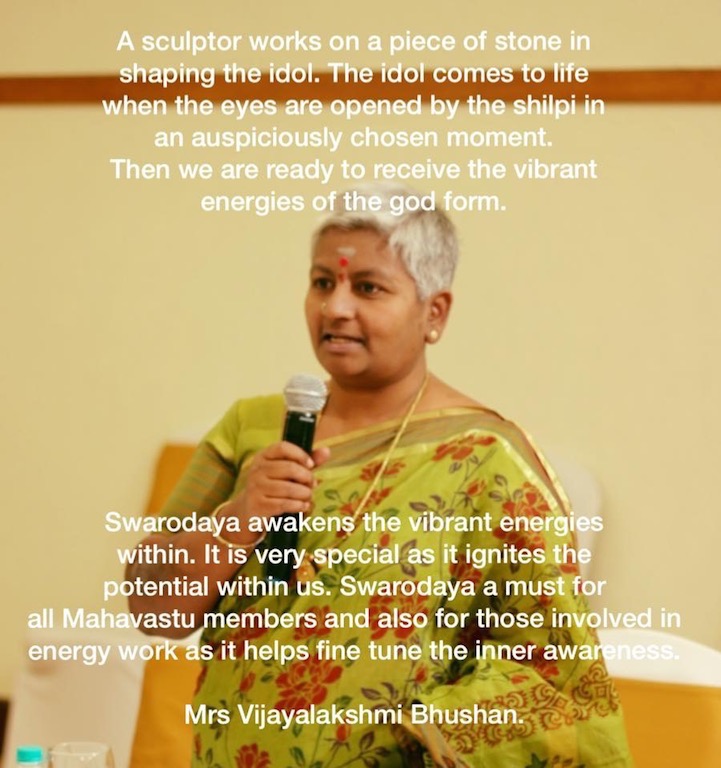 A sculptor works on a piece of stone in
shaping the idol. The idol comes to life
when the eyes are opened by the shilpi in
an auspiciously chosen moment.
Then we are ready to receive the vibrant
energies of the god form.
Swarodaya awakens the vibrant energies
within. It is very special as it ignites the
potential within us. Swarodaya a must for
all Mahavastu members and also for those involved in
energy work as it helps fine tune the inner awareness.
Mrs Vijayalakshmi Bhushan.